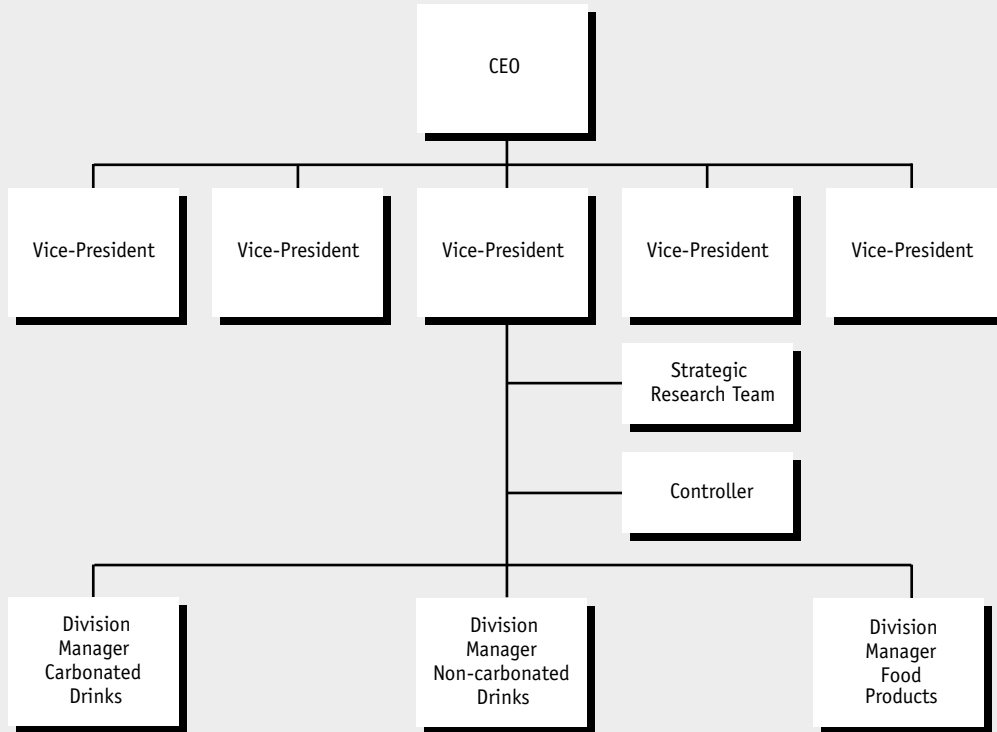 CEO
Vice-President
Vice-President
Vice-President
Vice-President
Vice-President
Strategic
Research Team
Controller
Division
Manager
Carbonated
Drinks
Division
Manager
Non-carbonated
Drinks
Division
Manager
Food
Products